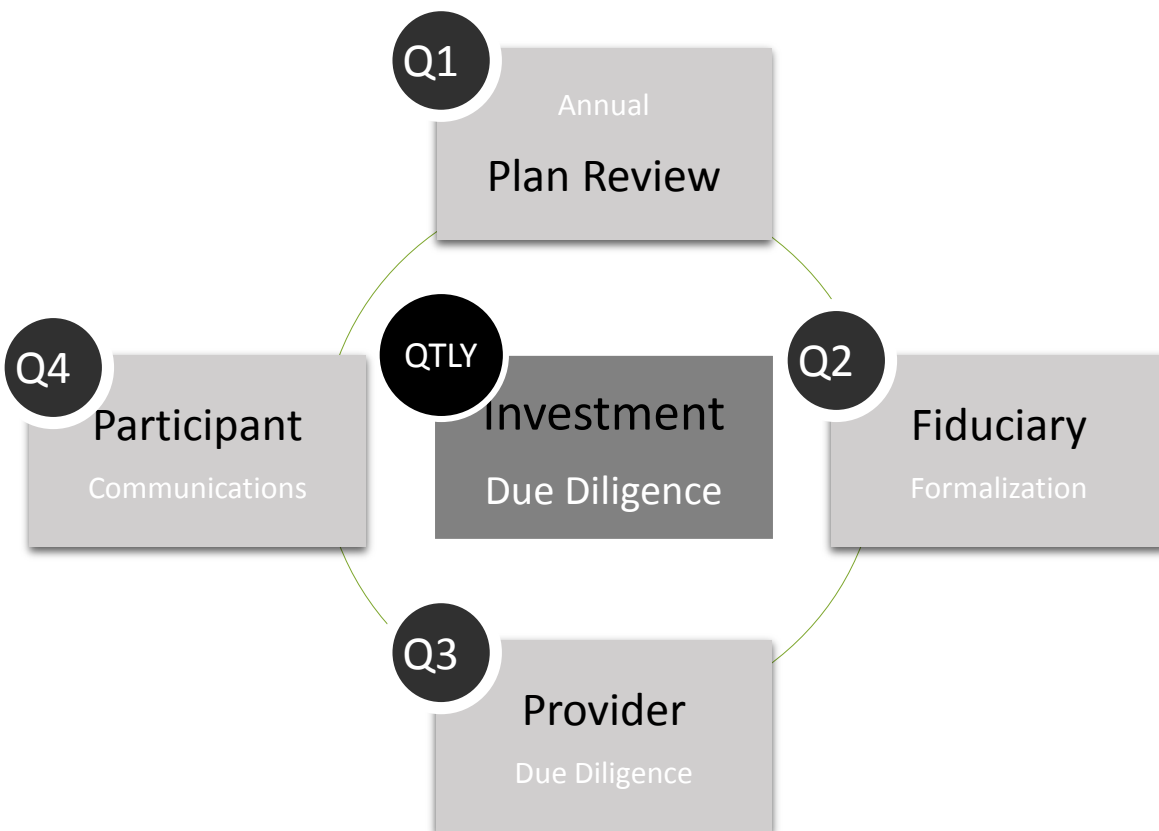 Q1
Annual
Plan Review
Q4
Participant
Communications
QTLY
Investment
Due Diligence
Q2
Fiduciary
Formalization
Q3
Provider
Due Diligence